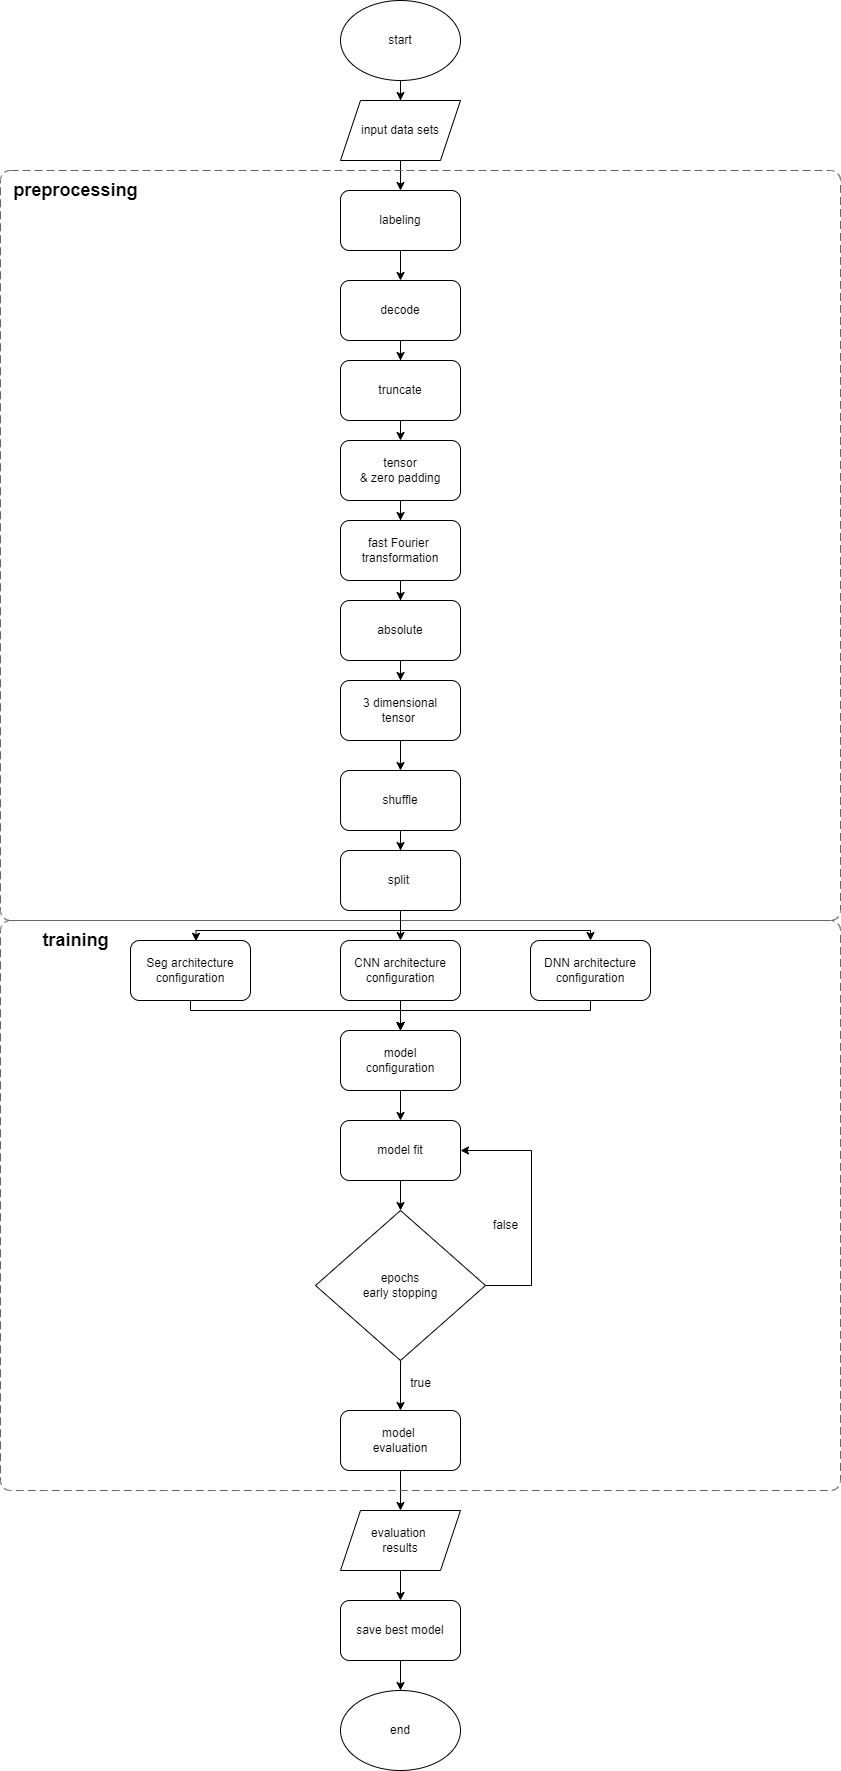 start
input data sets
preprocessing
labeling
decode
truncate
tensor
& zero padding
fast Fourier
transformation
absolute
3 dimensional
tensor
shuffle
split
training
Seg architecture
configuration
CNN architecture
configuration
DNN architecture
configuration
model
configuration
model fit
false
epochs
early stopping
true
model
evaluation
evaluation
results
save best model
end